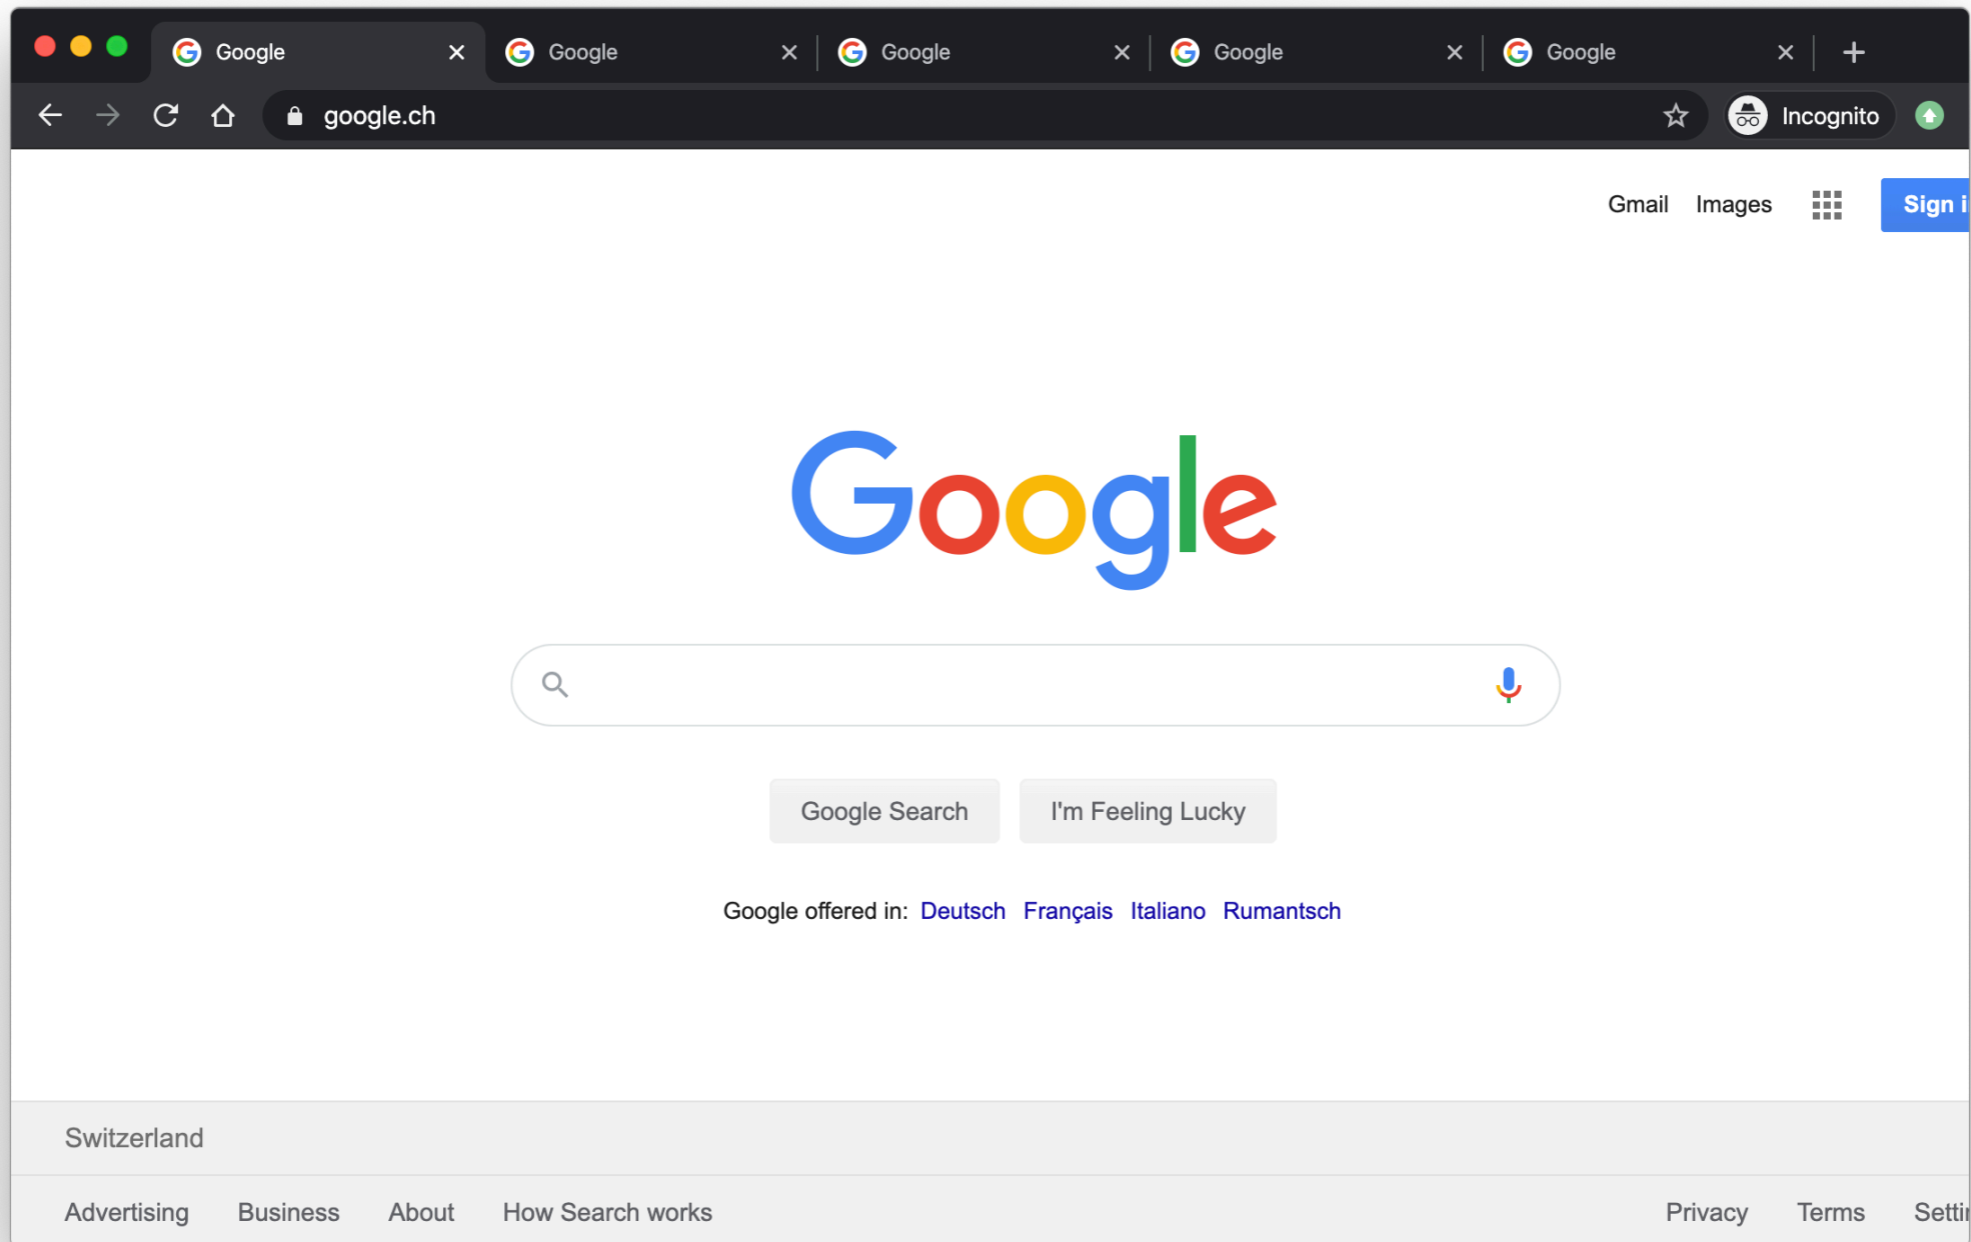 Google Google Google Google Google
google.ch Incognito
Gmail Images Sign i
Google
Google Search I'm Feeling Lucky
Google offered in: Deutsch Français Italiano Rumantsch
Switzerland
Advertising Business About How Search works Privacy Terms Settin